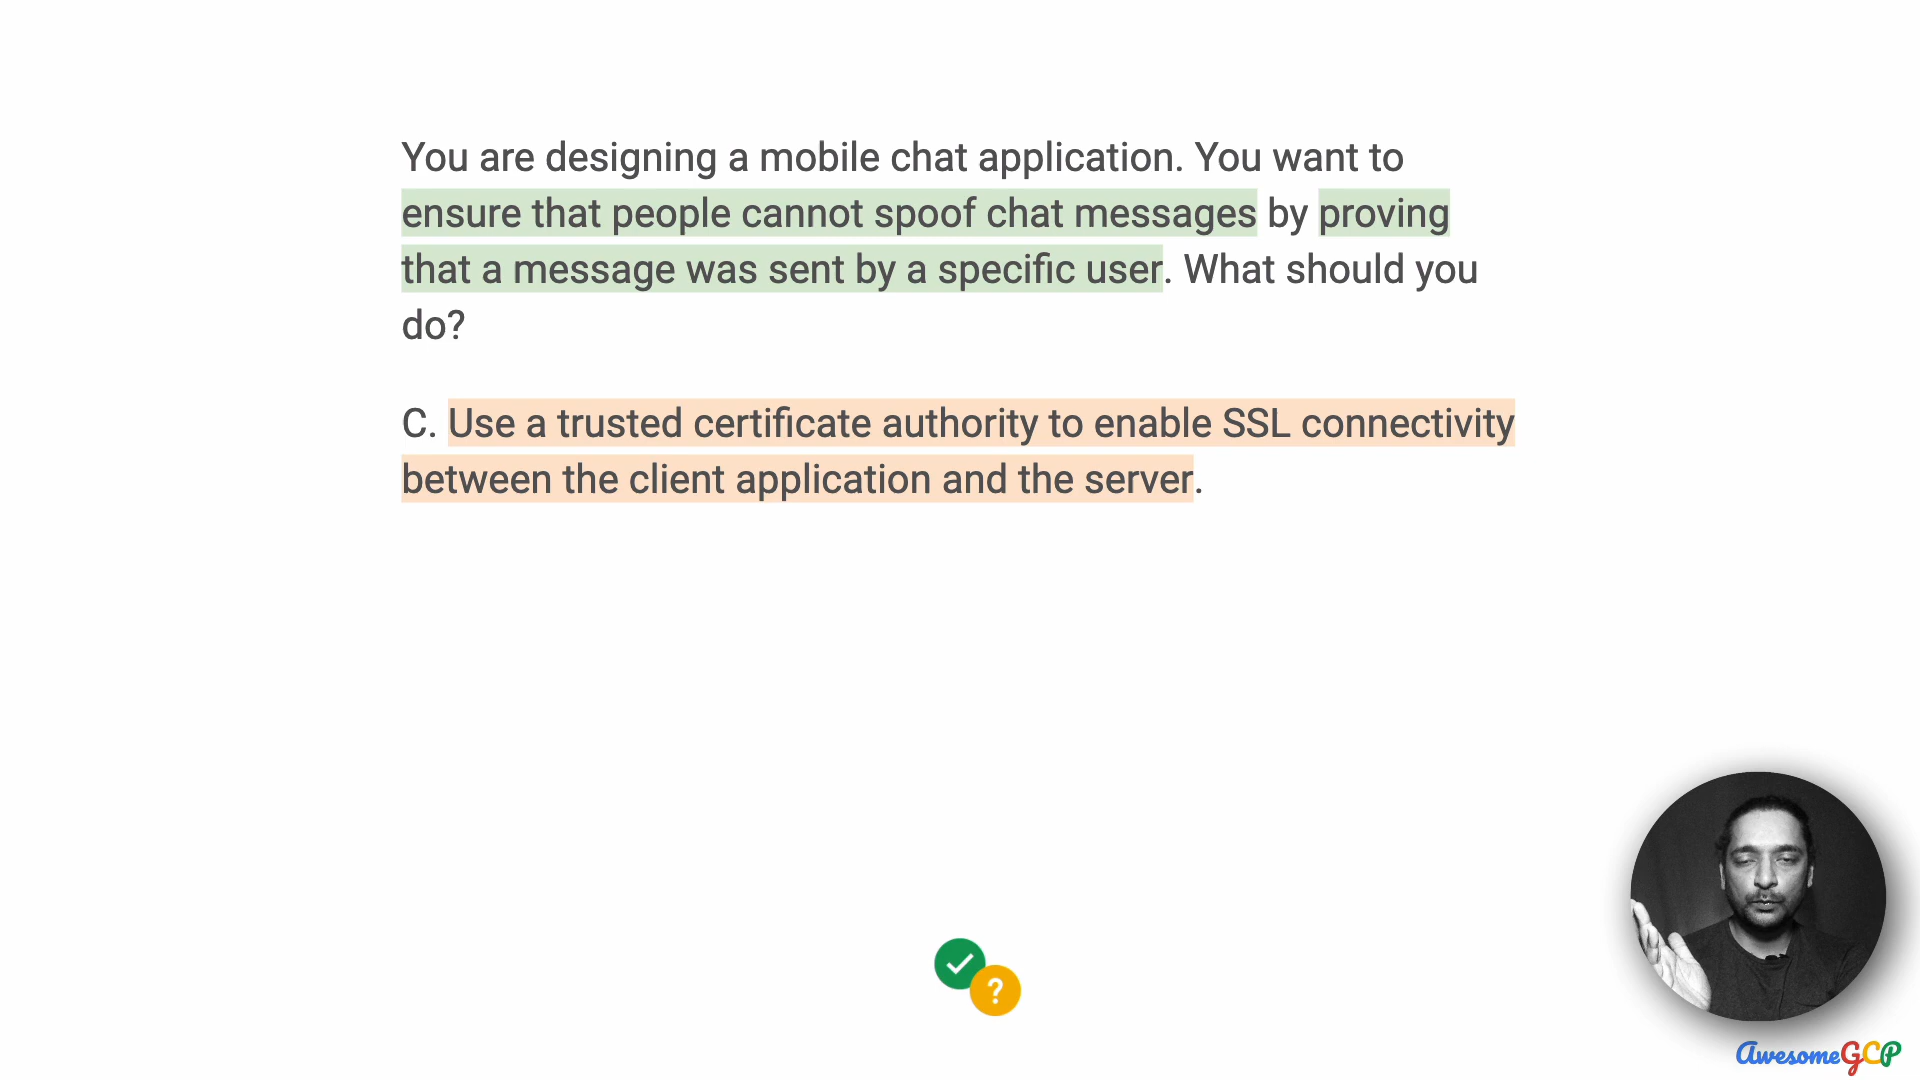 You are designing a mobile chat application. You want to
ensure that people cannot spoof chat messages by proving
that a message was sent by a specific user. What should you
do?
C. Use a trusted certificate authority to enable SSL connectivity
between the client application and the server.
?
AwesomeGCP